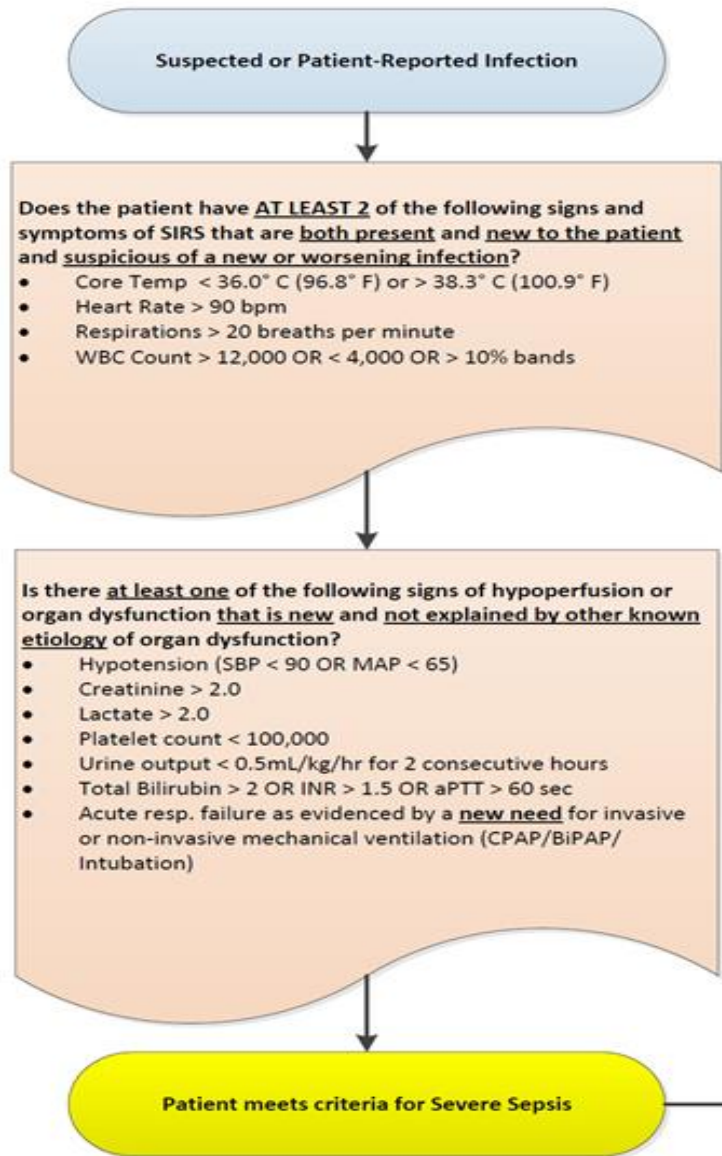 Suspected or Patient-Reported Infection
Does the patient have AT LEAST 2 of the following signs and
symptoms of SIRS that are both present and new to the patient
and suspicious of a new or worsening infection?
• Core Temp < 36.0° C (96.8° F) or > 38.3° C (100.9° F)
• Heart Rate > 90 bpm
• Respirations > 20 breaths per minute
• WBC Count > 12,000 OR < 4,000 OR > 10% bands
Is there at least one of the following signs of hypoperfusion or
organ dysfunction that is new and not explained by other known
etiology of organ dysfunction?
• Hypotension (SBP < 90 OR MAP < 65)
• Creatinine > 2.0
• Lactate > 2.0
• Platelet count < 100,000
• Urine output < 0.5mL/kg/hr for 2 consecutive hours
• Total Bilirubin > 2 OR INR > 1.5 OR aPTT > 60 sec
• Acute resp. failure as evidenced by a new need for invasive
or non-invasive mechanical ventilation (CPAP/BiPAP/
Intubation)
Patient meets criteria for Severe Sepsis